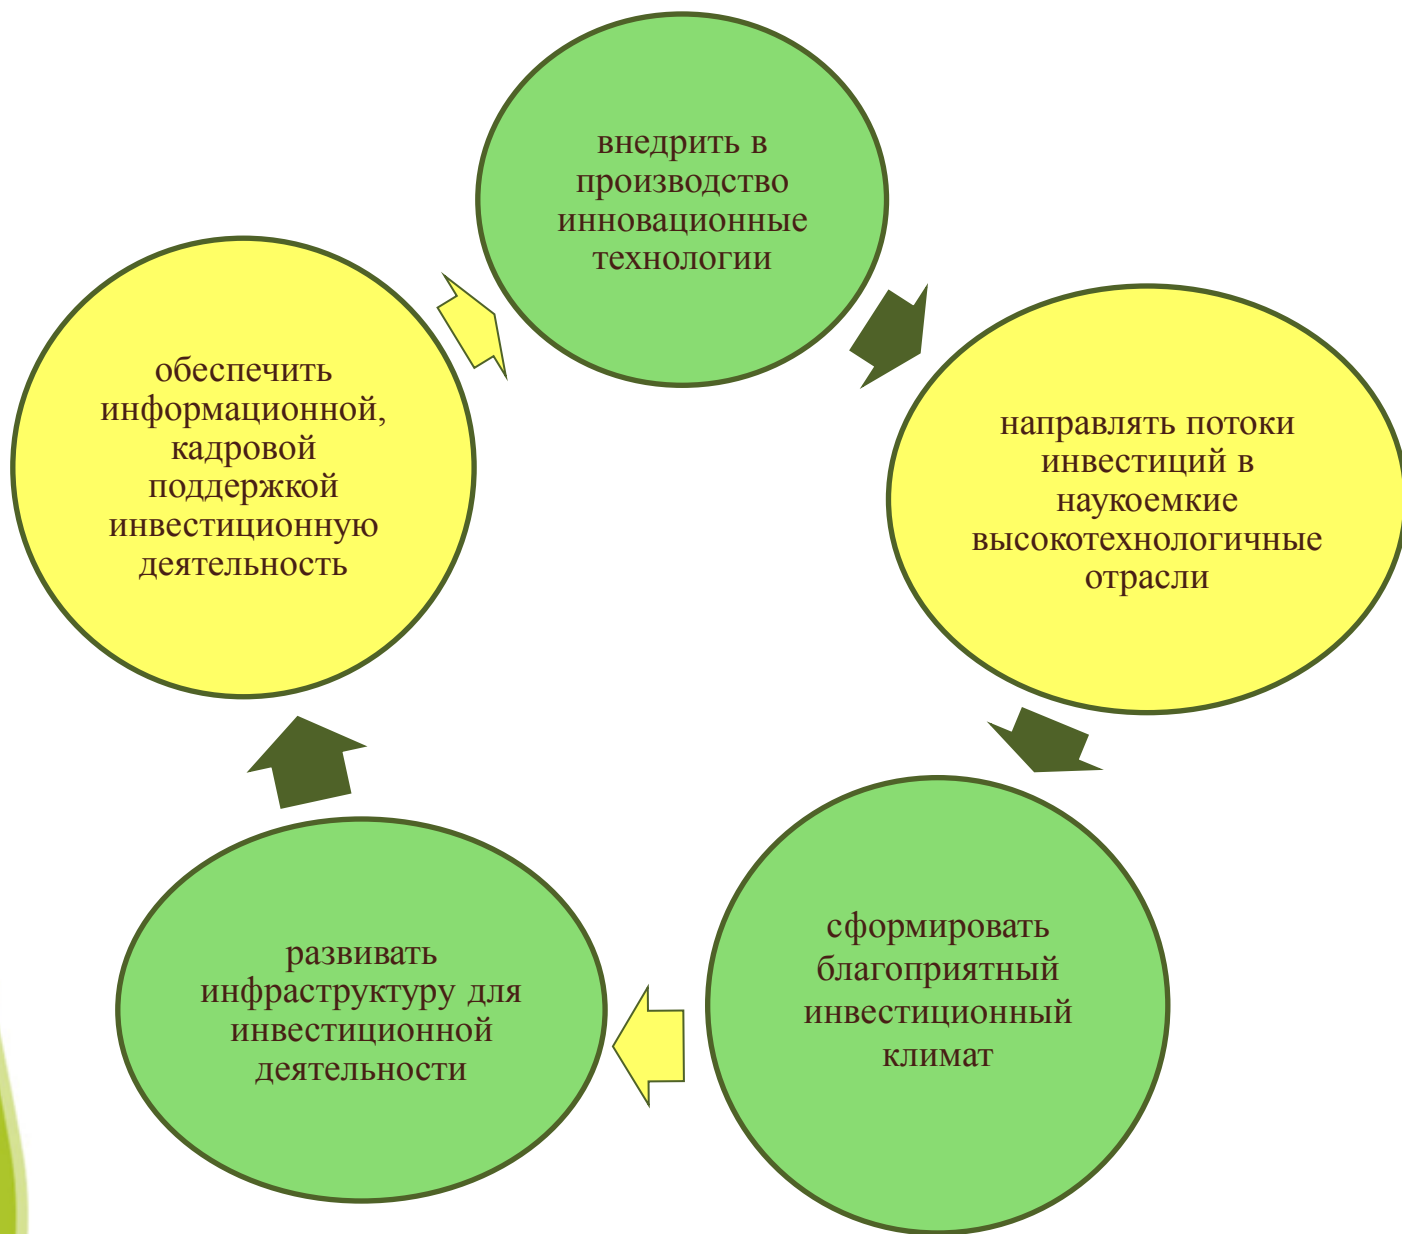 внедрить в
производство
инновационные
технологии
направлять потоки
инвестиций в
наукоемкие
высокотехнологичные
отрасли
сформировать
благоприятный
инвестиционный
климат
развивать
инфраструктуру для
инвестиционной
деятельности
обеспечить
информационной,
кадровой
поддержкой
инвестиционную
деятельность